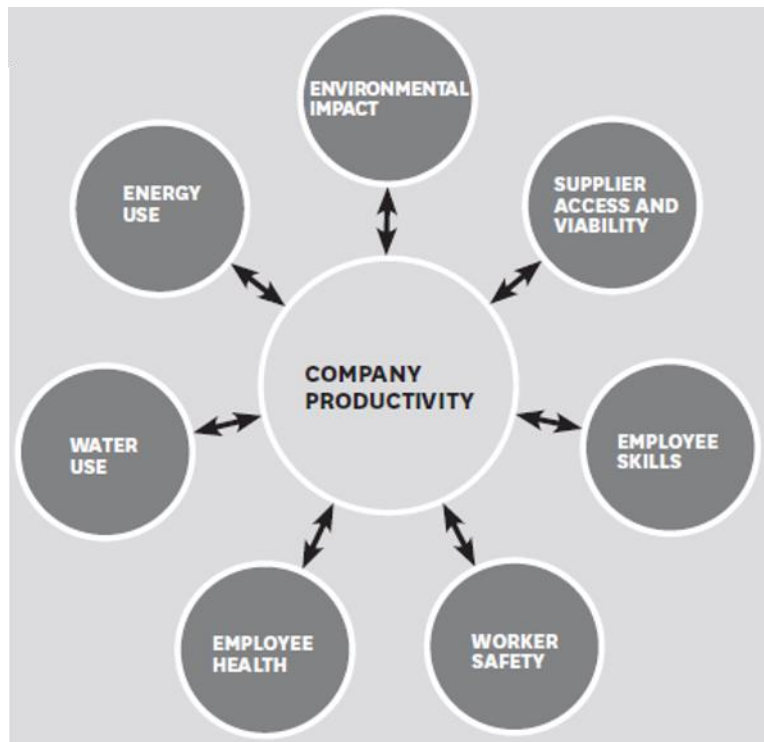 ENVIRONMENTAL
IMPACT
ENERGY
USE
SUPPLIER
ACCESS AND
VIABILITY
COMPANY
PRODUCTIVITY
WATER
USE
EMPLOYEE
SKILLS
EMPLOYEE
HEALTH
WORKER
SAFETY